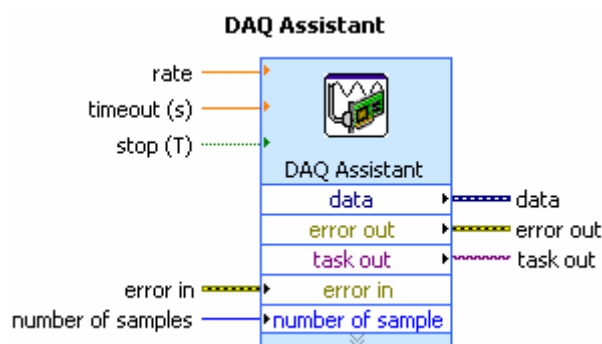 DAQ Assistant
rate
timeout (s)
stop (T)
DAQ Assistant
data data
error out error out
task out task out
error in error in
number of samples number of sample